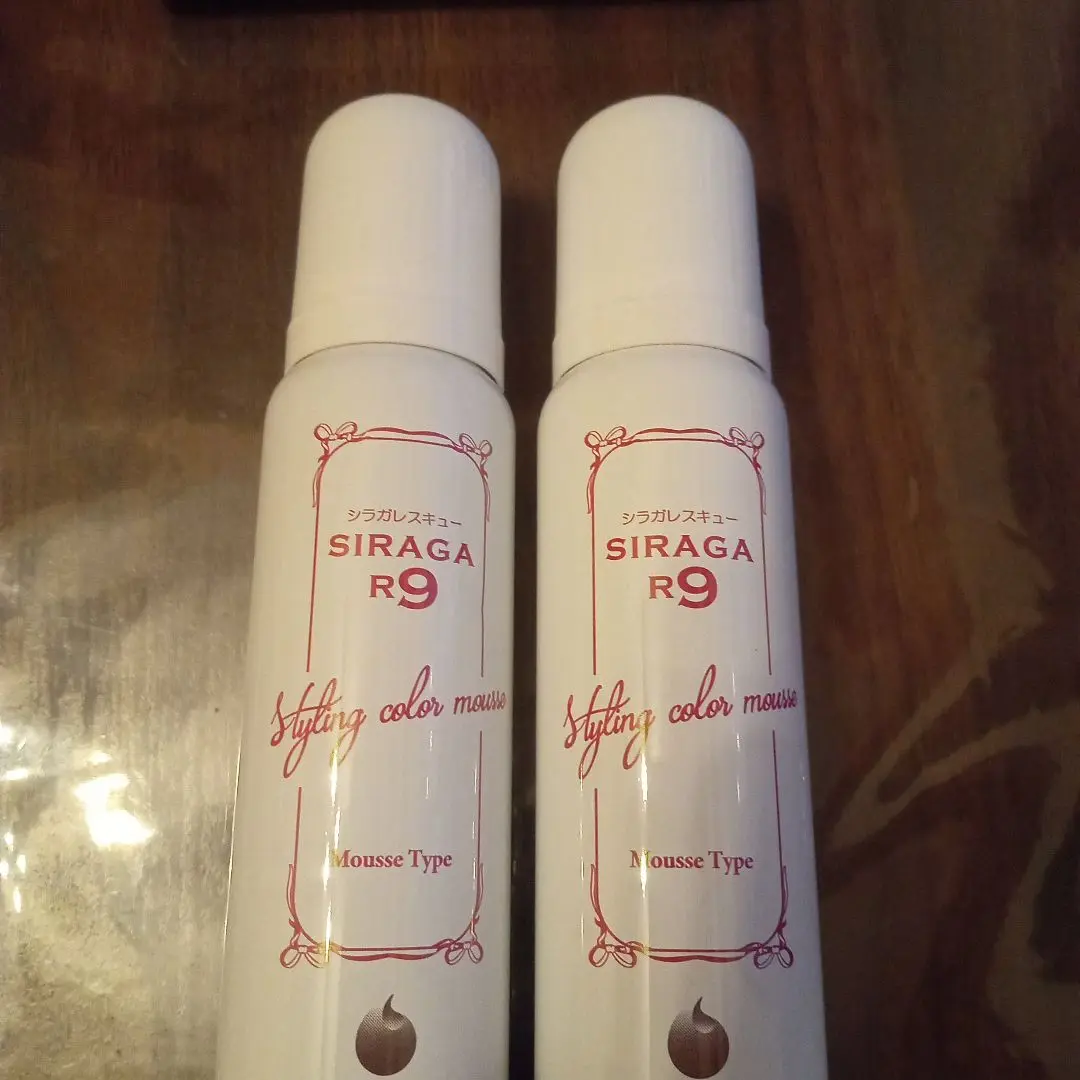 シラガレスキュー
SIRAGA
R9
Styling color mousse
Mousse Type
シラガレスキュー
SIRAGA
R9
Styling color mousse
Mousse Type